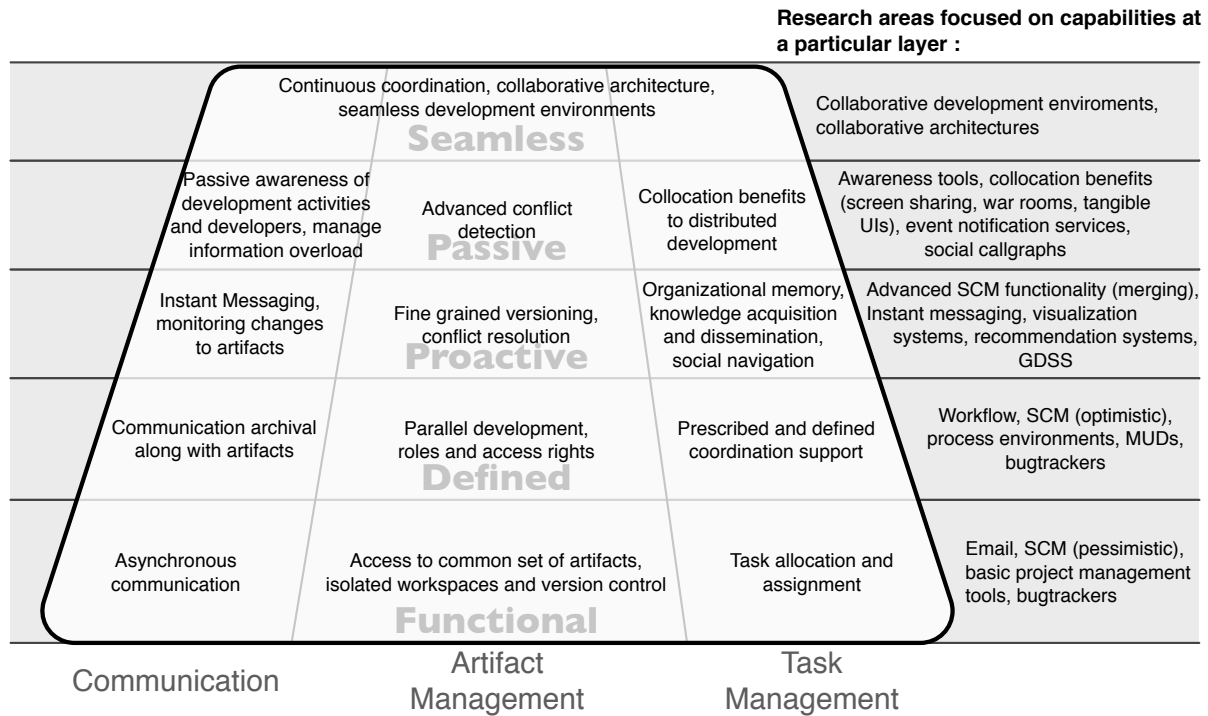 Research areas focused on capabilities at
a particular layer :
Continuous coordination, collaborative architecture,
seamless development environments
Seamless
Collaborative development enviroments,
collaborative architectures
Passive awareness of
development activities
and developers, manage
information overload
Advanced conflict
detection
Passive
Collocation benefits
to distributed
development
Awareness tools, collocation benefits
(screen sharing, war rooms, tangible
UIs), event notification services,
social callgraphs
Instant Messaging,
monitoring changes
to artifacts
Fine grained versioning,
conflict resolution
Proactive
Organizational memory,
knowledge acquisition
and dissemination,
social navigation
Advanced SCM functionality (merging),
Instant messaging, visualization
systems, recommendation systems,
GDSS
Communication archival
along with artifacts
Parallel development,
roles and access rights
Defined
Prescribed and defined
coordination support
Workflow, SCM (optimistic),
process environments, MUDs,
bugtrackers
Asynchronous
communication
Access to common set of artifacts,
isolated workspaces and version control
Functional
Task allocation and
assignment
Email, SCM (pessimistic),
basic project management
tools, bugtrackers
Communication
Artifact
Management
Task
Management